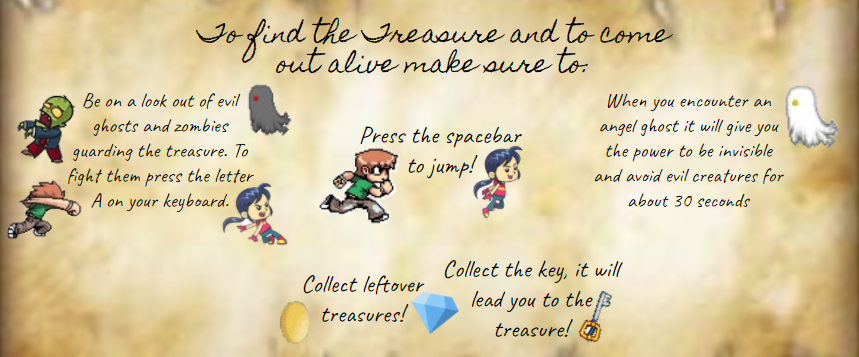 To find the Treasure and to come
out alive make sure to:
Be on a look out of evil
ghosts and zombies
guarding the treasure. To
fight them press the letter
A on your keyboard.
Press the spacebar
to jump!
When you encounter an
angel ghost it will give you
the power to be invisible
and avoid evil creatures for
about 30 seconds
Collect leftover
treasures!
Collect the key, it will
lead you to the
treasure!